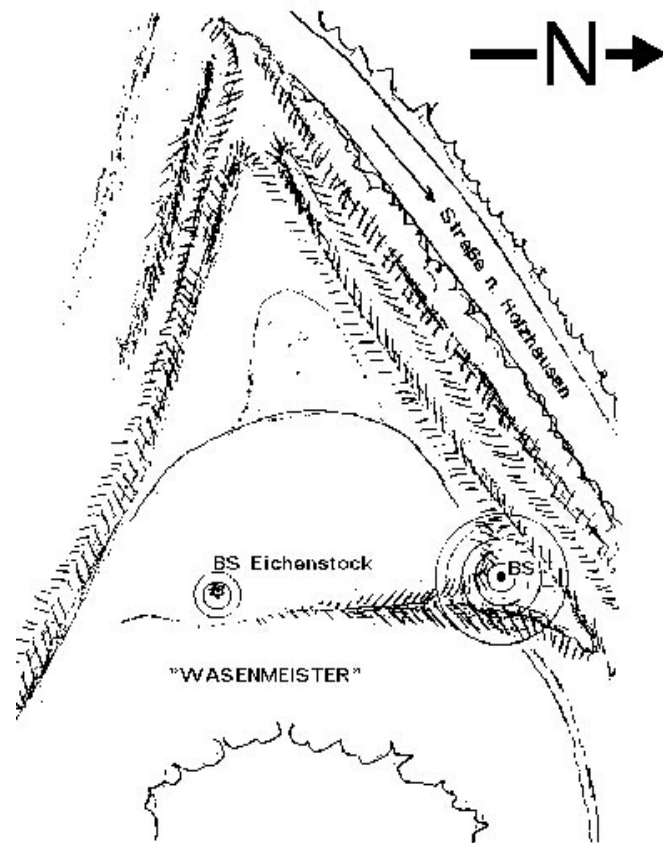 N
Straße n. Holzhausen
BS Eichenstock
BS
"WASENMEISTER"